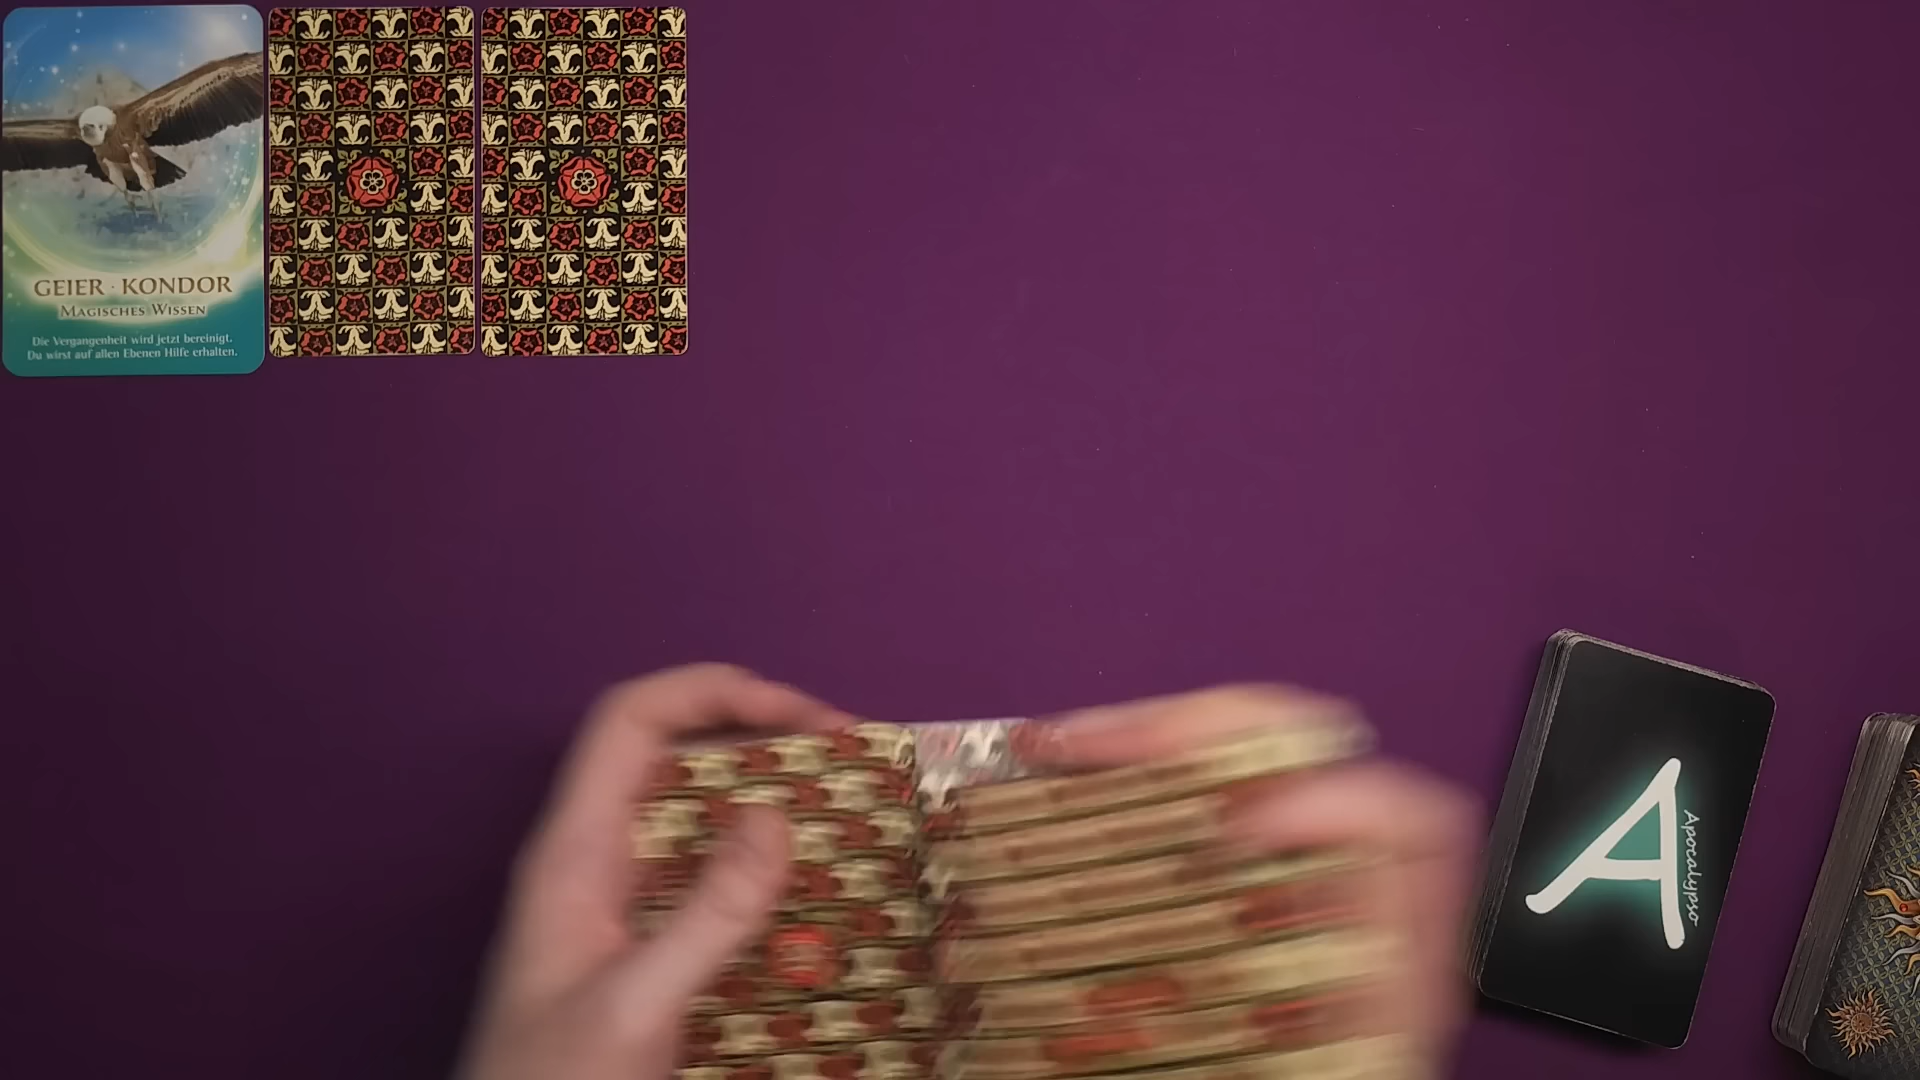 GEIER · KONDOR
MAGISCHES WISSEN
Die Vergangenheit wird jetzt bereinigt.
Du wirst auf allen Ebenen Hilfe erhalten.
A
Apocalypso